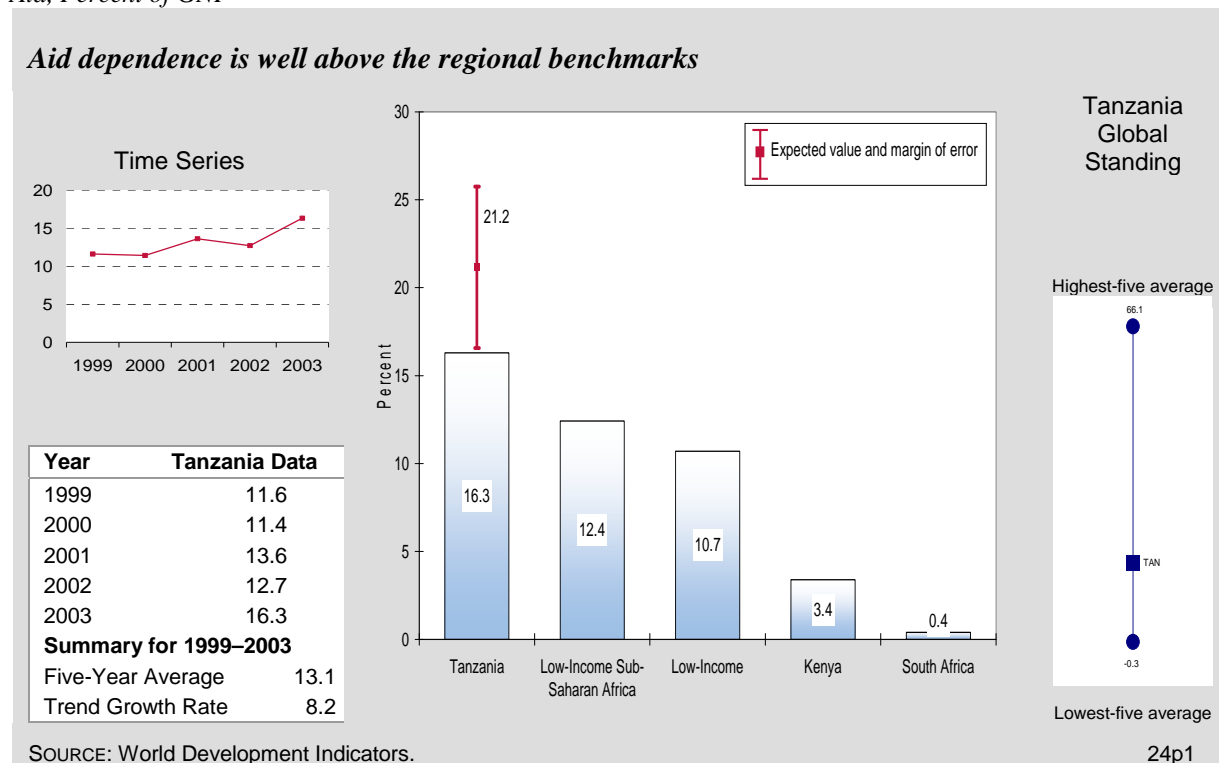 Aid, Percent of GNI
Aid dependence is well above the regional benchmarks
Time Series
20
15
10
5
0
1999 2000 2001 2002 2003
Year Tanzania Data
1999 11.6
2000 11.4
2001 13.6
2002 12.7
2003 16.3
Summary for 1999–2003
Five-Year Average 13.1
Trend Growth Rate 8.2
30
25
20
15
10
5
0
Percent
Expected value and margin of error
21.2
16.3
12.4
10.7
3.4
0.4
Tanzania
Low-Income Sub-
Saharan Africa
Low-Income
Kenya
South Africa
Tanzania
Global
Standing
Highest-five average
66.1
TAN
-0.3
Lowest-five average
SOURCE: World Development Indicators.
24p1